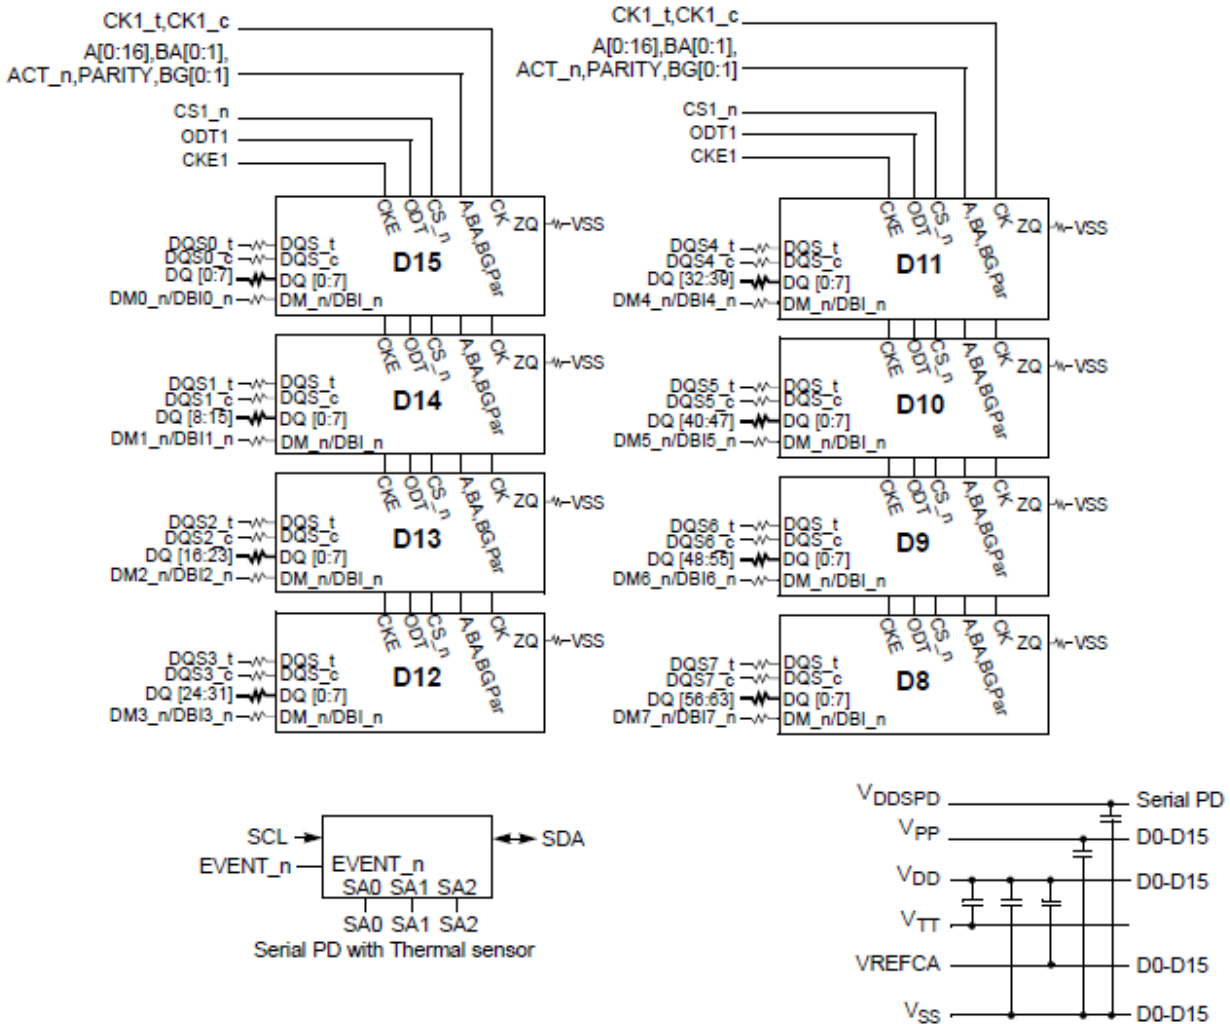 CK1_t,CK1_c
A[0:16],BA[0:1],
ACT_n,PARITY,BG[0:1]
CS1_n
ODT1
CKE1
CKE ODT CS_n A,BA,BG,Par CK ZQ VSS
DQS0_t DQS_t
DQS0_c DQS_c
D15
DQ [0:7] DQ [0:7]
DM0_n/DBI0_n DM_n/DBI_n
CKE ODT CS_n A,BA,BG,Par CK ZQ VSS
DQS1_t DQS_t
DQS1_c DQS_c
D14
DQ [8:15] DQ [0:7]
DM1_n/DBI1_n DM_n/DBI_n
CKE ODT CS_n A,BA,BG,Par CK ZQ VSS
DQS2_t DQS_t
DQS2_c DQS_c
D13
DQ [16:23] DQ [0:7]
DM2_n/DBI2_n DM_n/DBI_n
CKE ODT CS_n A,BA,BG,Par CK ZQ VSS
DQS3_t DQS_t
DQS3_c DQS_c
D12
DQ [24:31] DQ [0:7]
DM3_n/DBI3_n DM_n/DBI_n
CK1_t,CK1_c
A[0:16],BA[0:1],
ACT_n,PARITY,BG[0:1]
CS1_n
ODT1
CKE1
CKE ODT CS_n A,BA,BG,Par CK ZQ VSS
DQS4_t DQS_t
DQS4_c DQS_c
D11
DQ [32:39] DQ [0:7]
DM4_n/DBI4_n DM_n/DBI_n
CKE ODT CS_n A,BA,BG,Par CK ZQ VSS
DQS5_t DQS_t
DQS5_c DQS_c
D10
DQ [40:47] DQ [0:7]
DM5_n/DBI5_n DM_n/DBI_n
CKE ODT CS_n A,BA,BG,Par CK ZQ VSS
DQS6_t DQS_t
DQS6_c DQS_c
D9
DQ [48:55] DQ [0:7]
DM6_n/DBI6_n DM_n/DBI_n
CKE ODT CS_n A,BA,BG,Par CK ZQ VSS
DQS7_t DQS_t
DQS7_c DQS_c
D8
DQ [56:63] DQ [0:7]
DM7_n/DBI7_n DM_n/DBI_n
SCL SDA
EVENT_n EVENT_n
SA0 SA1 SA2
SA0 SA1 SA2
Serial PD with Thermal sensor
VDDSPD Serial PD
VPP D0-D15
VDD D0-D15
VTT
VREFCA D0-D15
VSS D0-D15